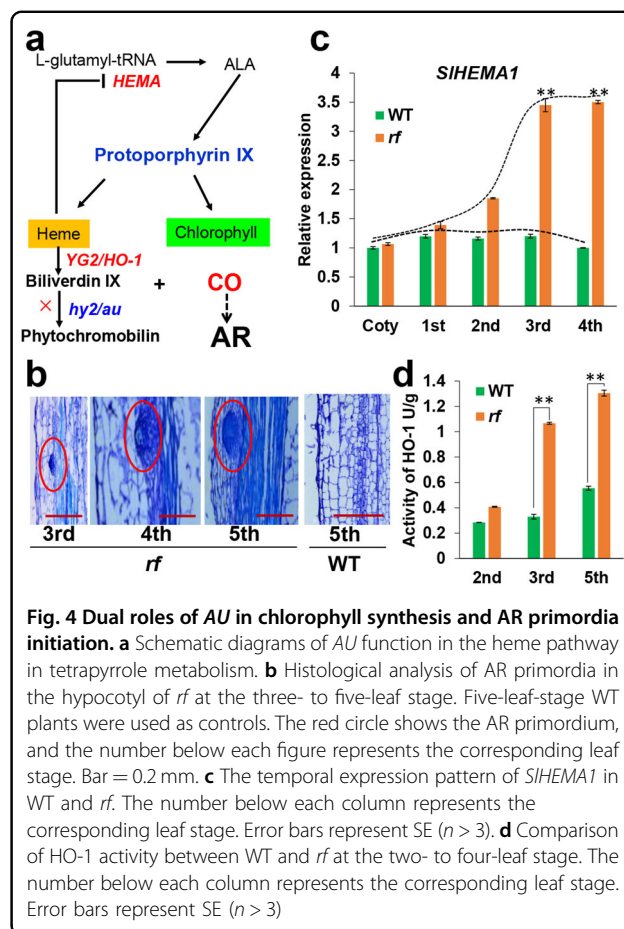 a
L-glutamyl-tRNA
ALA
HEMA
Protoporphyrin IX
Heme
Chlorophyll
YG2/HO-1
Biliverdin IX
+
CO
×
hy2/au
Phytochromobilin
AR
c
SlHEMA1
Relative expression
4
3.5
3
2.5
2
1.5
1
0.5
0
WT
rf
**
**
Coty
1st
2nd
3rd
4th
b
3rd
4th
5th
5th
rf
WT
d
Activity of HO-1 U/g
1.4
1.2
1
0.8
0.6
0.4
0.2
0
WT
rf
**
**
2nd
3rd
5th
Fig. 4 Dual roles of AU in chlorophyll synthesis and AR primordia
initiation. a Schematic diagrams of AU function in the heme pathway
in tetrapyrrole metabolism. b Histological analysis of AR primordia in
the hypocotyl of rf at the three- to five-leaf stage. Five-leaf-stage WT
plants were used as controls. The red circle shows the AR primordium,
and the number below each figure represents the corresponding leaf
stage. Bar = 0.2 mm. c The temporal expression pattern of SlHEMA1 in
WT and rf. The number below each column represents the
corresponding leaf stage. Error bars represent SE (n > 3). d Comparison
of HO-1 activity between WT and rf at the two- to four-leaf stage. The
number below each column represents the corresponding leaf stage.
Error bars represent SE (n > 3)